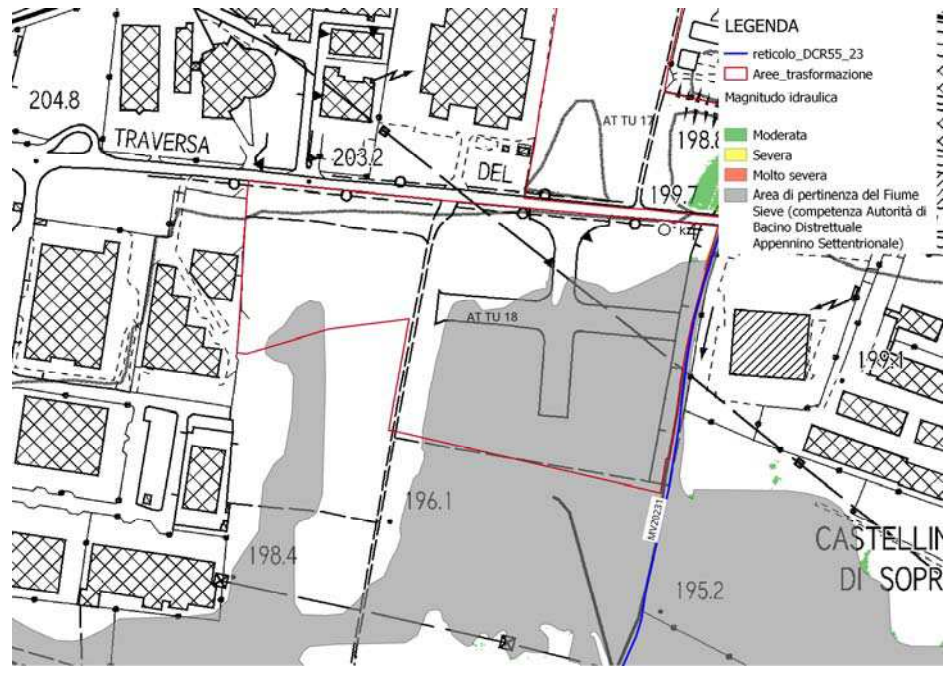 LEGENDA
reticolo_DCR55_23
Aree_trasformazione
Magnitudo idraulica
Moderata
Severa
Molto severa
Area di pertinenza del Fiume
Sieve (competenza Autorità di
Bacino Distrettuale
Appennino Settentrionale)
204.8
TRAVERSA
203.2
DEL
AT TU 17
198.8
199.7
AT TU 18
199.1
196.1
198.4
MV20231
195.2
CASTELLIN
DI SOPR